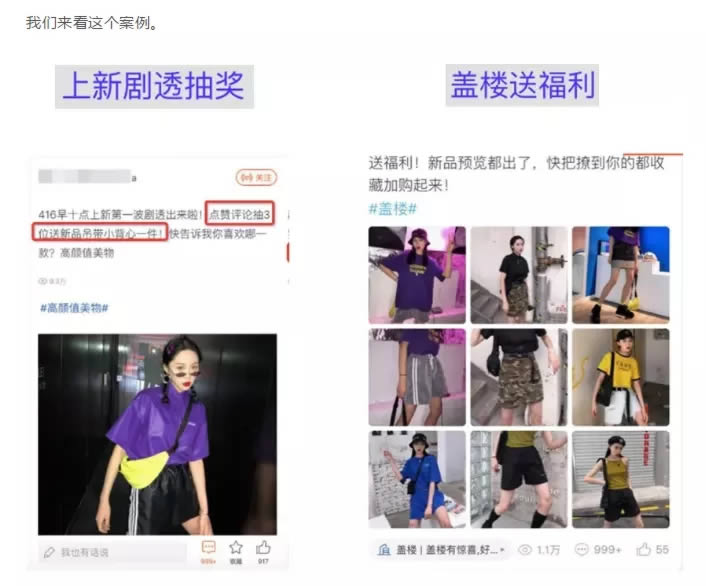 我们来看这个案例。
上新剧透抽奖
盖楼送福利
a
关注
416早十点上新第一波剧透出来啦！点赞评论抽3
位送新品吊带小背心一件！快告诉我你喜欢哪一
款？高颜值美物
9.9万
#高颜值美物#
我也有话说
999+
收藏
917
送福利！新品预览都出了，快把撩到你的都收
藏加购起来！
#盖楼#
盖楼 | 盖楼有惊喜,好...
1.1万
999+
55